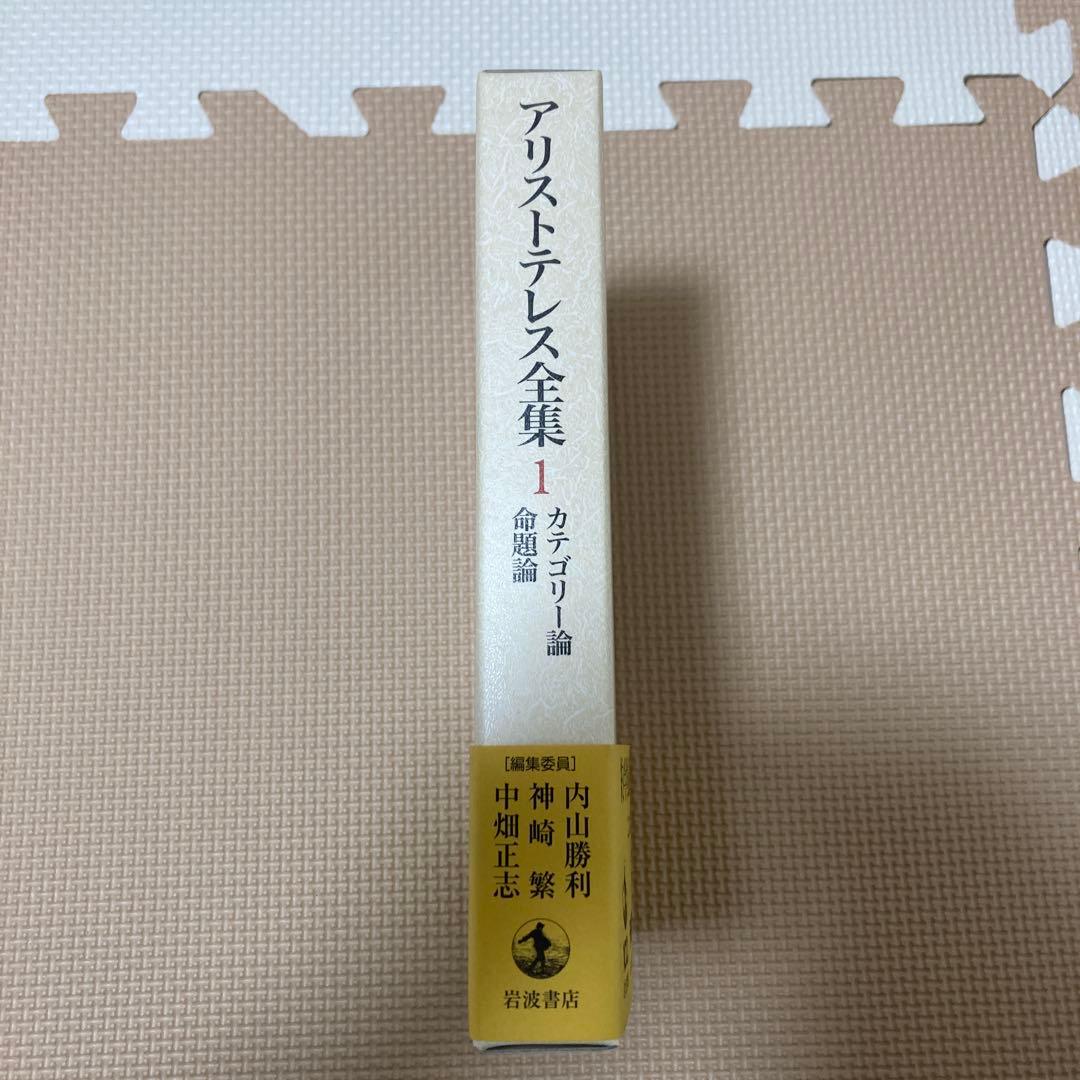 アリストテレス全集 1
カテゴリー論
命題論
[編集委員]
内山勝利
神崎 繁
中畑正志
岩波書店